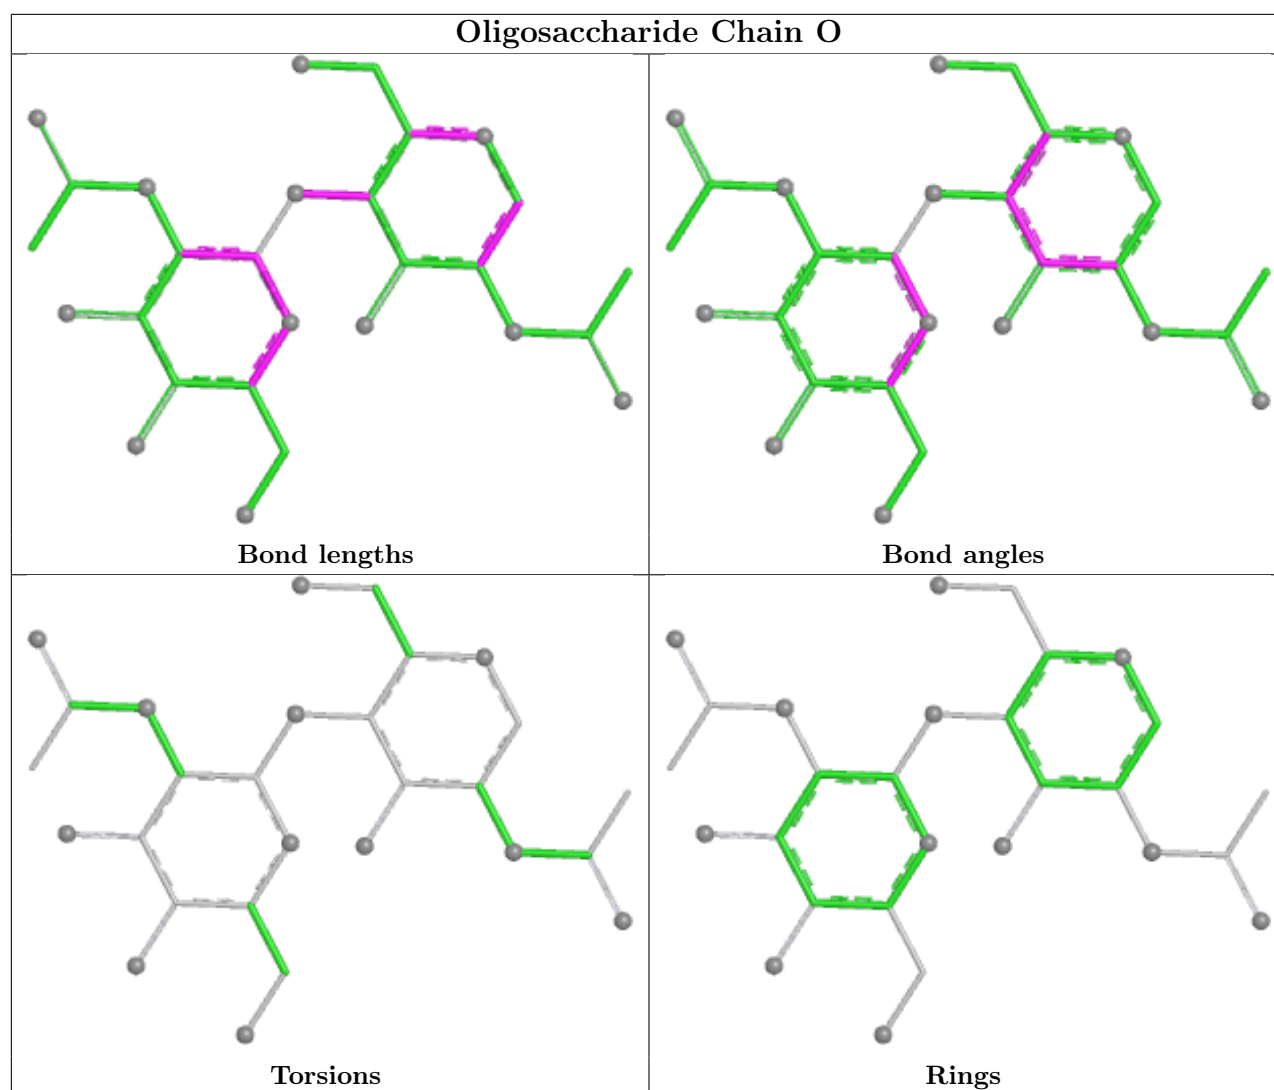 Oligosaccharide Chain O
Bond lengths
Bond angles
Torsions
Rings